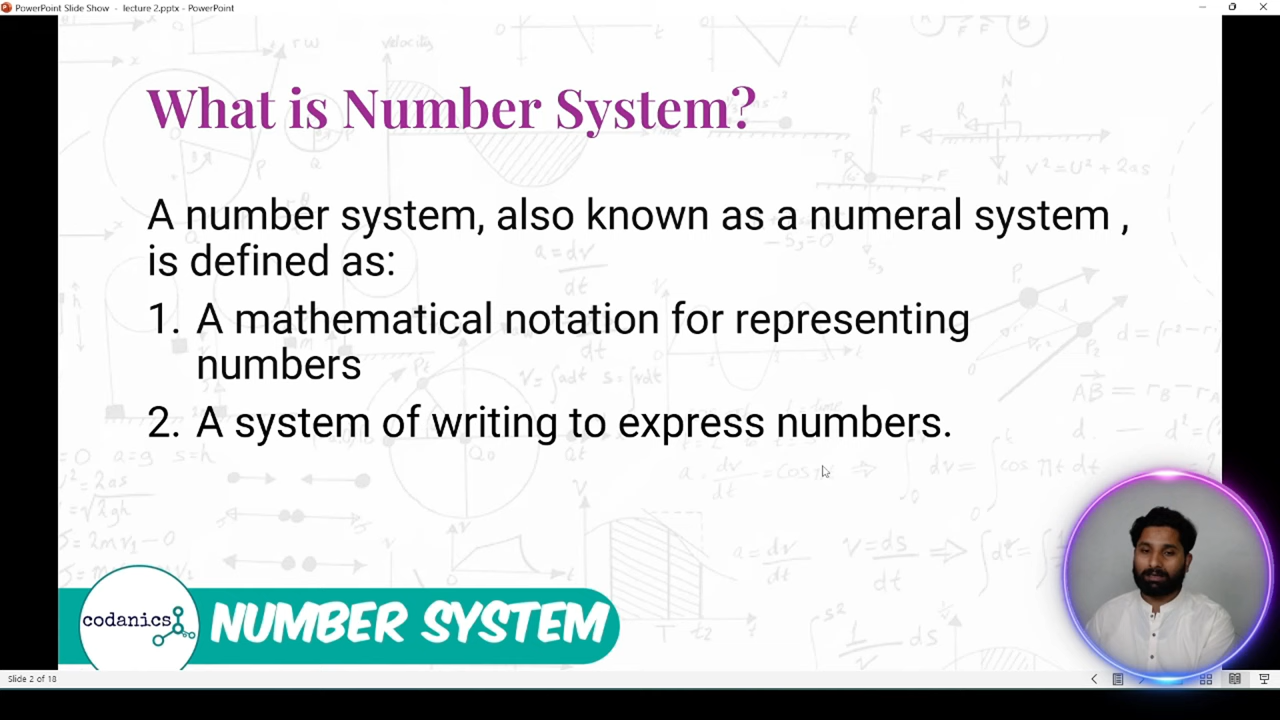 PowerPoint Slide Show - lecture 2.pptx - PowerPoint
What is Number System?
A number system, also known as a numeral system ,
is defined as:
1. A mathematical notation for representing
numbers
2. A system of writing to express numbers.
codanics
NUMBER SYSTEM
Slide 2 of 18